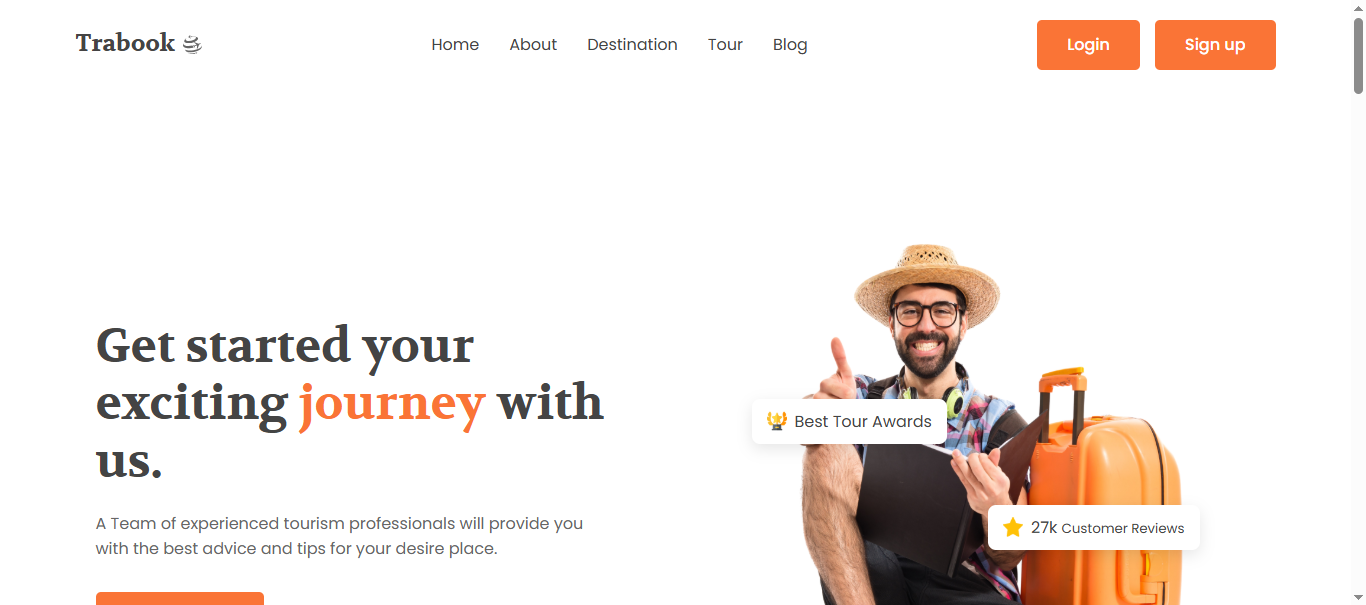 Trabook
Home About Destination Tour Blog
Login Sign up
Get started your
exciting journey with
us.
A Team of experienced tourism professionals will provide you
with the best advice and tips for your desire place.
Best Tour Awards
27k Customer Reviews